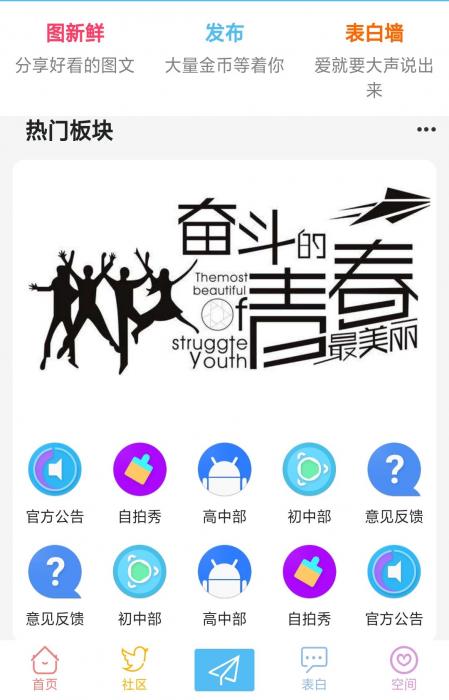 图新鲜
发布
表白墙
分享好看的图文
大量金币等着你
爱就要大声说出
来
热门板块
奋斗的
Themost
beautiful
Of
struggte
Youth
青春
最美丽
官方公告
自拍秀
高中部
初中部
意见反馈
?
意见反馈
初中部
高中部
自拍秀
官方公告
?
首页
社区
表白
空间